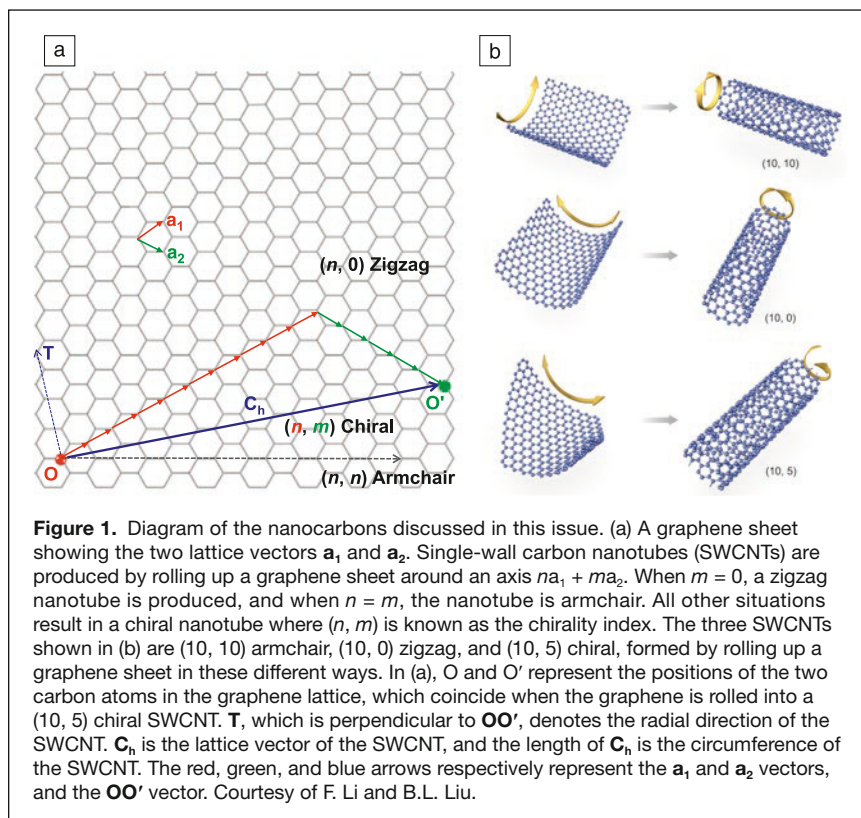 a
b
a₁
a₂
(n, 0) Zigzag
T
Cₕ
O'
(n, m) Chiral
O
(n, n) Armchair
(10, 10)
(10, 0)
(10, 5)
Figure 1. Diagram of the nanocarbons discussed in this issue. (a) A graphene sheet
showing the two lattice vectors a₁ and a₂. Single-wall carbon nanotubes (SWCNTs) are
produced by rolling up a graphene sheet around an axis na₁ + ma₂. When m = 0, a zigzag
nanotube is produced, and when n = m, the nanotube is armchair. All other situations
result in a chiral nanotube where (n, m) is known as the chirality index. The three SWCNTs
shown in (b) are (10, 10) armchair, (10, 0) zigzag, and (10, 5) chiral, formed by rolling up a
graphene sheet in these different ways. In (a), O and O′ represent the positions of the two
carbon atoms in the graphene lattice, which coincide when the graphene is rolled into a
(10, 5) chiral SWCNT. T, which is perpendicular to OO′, denotes the radial direction of the
SWCNT. Cₕ is the lattice vector of the SWCNT, and the length of Cₕ is the circumference of
the SWCNT. The red, green, and blue arrows respectively represent the a₁ and a₂ vectors,
and the OO′ vector. Courtesy of F. Li and B.L. Liu.